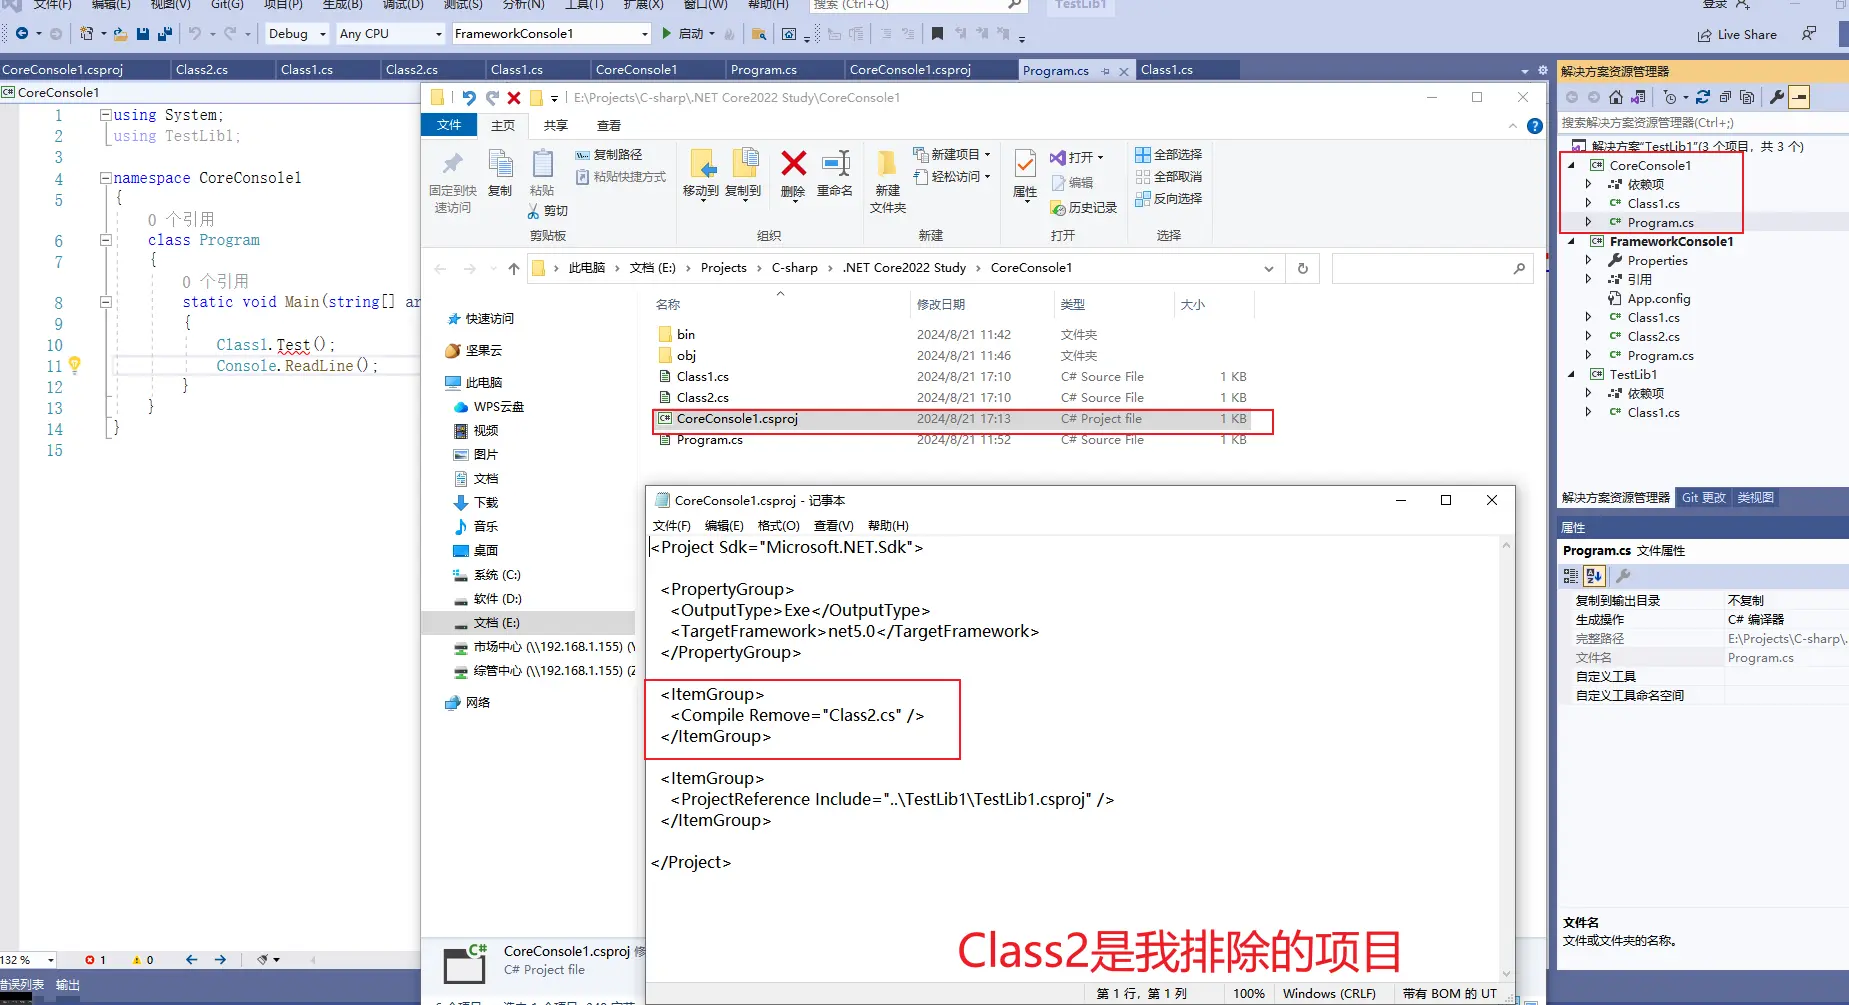 文件(F) 编辑(E) 视图(V) Git(G) 项目(P) 生成(B) 调试(D) 测试(S) 分析(N) 工具(T) 扩展(X) 窗口(W) 帮助(H) 搜索 (Ctrl+Q) TestLib1 登录
Debug Any CPU FrameworkConsole1 启动 Live Share
CoreConsole1.csproj Class2.cs Class1.cs Class2.cs Class1.cs CoreConsole1 Program.cs CoreConsole1.csproj Program.cs Class1.cs
CoreConsole1
1 using System;
2 using TestLib1;
3
4 namespace CoreConsole1
5 {
0 个引用
6 class Program
7 {
0 个引用
8 static void Main(string[] ar
9 {
10 Class1.Test();
11 Console.ReadLine();
12 }
13 }
14 }
15
132 % 1 0
错误列表 输出
E:\Projects\C-sharp\.NET Core2022 Study\CoreConsole1
文件 主页 共享 查看
固定到快速访问
复制
粘贴
复制路径
粘贴快捷方式
剪切
剪贴板
移动到 复制到 删除 重命名
组织
新建文件夹
新建项目
轻松访问
新建
属性
打开
编辑
历史记录
打开
全部选择
全部取消
反向选择
选择
此电脑 文档 (E:) Projects C-sharp .NET Core2022 Study CoreConsole1
快速访问
坚果云
此电脑
WPS云盘
视频
图片
文档
下载
音乐
桌面
系统 (C:)
软件 (D:)
文档 (E:)
市场中心 (\\192.168.1.155) (Y
综管中心 (\\192.168.1.155) (Z
网络
名称 修改日期 类型 大小
bin 2024/8/21 11:42 文件夹
obj 2024/8/21 11:46 文件夹
Class1.cs 2024/8/21 17:10 C# Source File 1 KB
Class2.cs 2024/8/21 17:10 C# Source File 1 KB
CoreConsole1.csproj 2024/8/21 17:13 C# Project file 1 KB
Program.cs 2024/8/21 11:52 C# Source File 1 KB
CoreConsole1.csproj 修
C# Project file
CoreConsole1.csproj - 记事本
文件(F) 编辑(E) 格式(O) 查看(V) 帮助(H)
<Project Sdk="Microsoft.NET.Sdk">
<PropertyGroup>
<OutputType>Exe</OutputType>
<TargetFramework>net5.0</TargetFramework>
</PropertyGroup>
<ItemGroup>
<Compile Remove="Class2.cs" />
</ItemGroup>
<ItemGroup>
<ProjectReference Include="..\TestLib1\TestLib1.csproj" />
</ItemGroup>
</Project>
Class2是我排除的项目
第 1 行，第 1 列 100% Windows (CRLF) 带有 BOM 的 UT
解决方案资源管理器
搜索解决方案资源管理器(Ctrl+;)
解决方案"TestLib1"(3 个项目，共 3 个)
CoreConsole1
依赖项
Class1.cs
Program.cs
FrameworkConsole1
Properties
引用
App.config
Class1.cs
Class2.cs
Program.cs
TestLib1
依赖项
Class1.cs
解决方案资源管理器 Git 更改 类视图
属性
Program.cs 文件属性
复制到输出目录 不复制
生成操作 C# 编译器
完整路径 E:\Projects\C-sharp\.
文件名 Program.cs
自定义工具
自定义工具命名空间
文件名
文件或文件夹的名称。